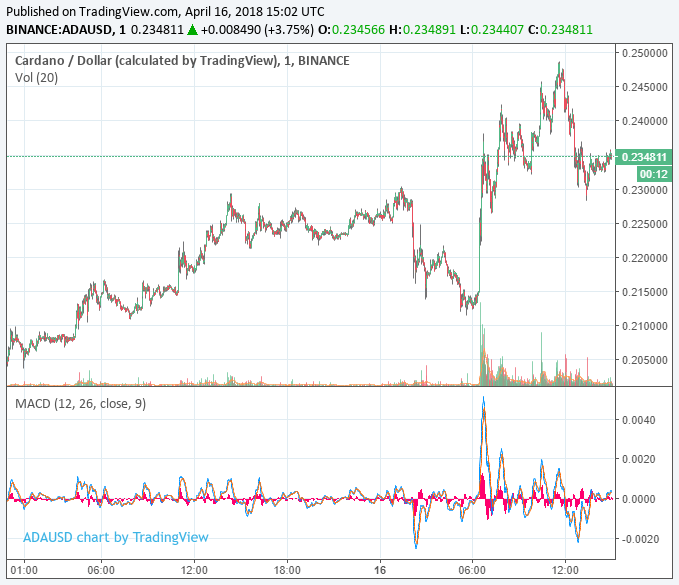 Published on TradingView.com, April 16, 2018 15:02 UTC
BINANCE:ADAUSD, 1 0.234811 ▲ +0.008490 (+3.75%) O:0.234566 H:0.234891 L:0.234407 C:0.234811
Cardano / Dollar (calculated by TradingView), 1, BINANCE
Vol (20)
0.250000
0.245000
0.240000
0.234811
00:12
0.230000
0.225000
0.220000
0.215000
0.210000
0.205000
MACD (12, 26, close, 9)
0.0040
0.0020
0.0000
-0.0020
ADAUSD chart by TradingView
01:00 06:00 12:00 18:00 16 06:00 12:00